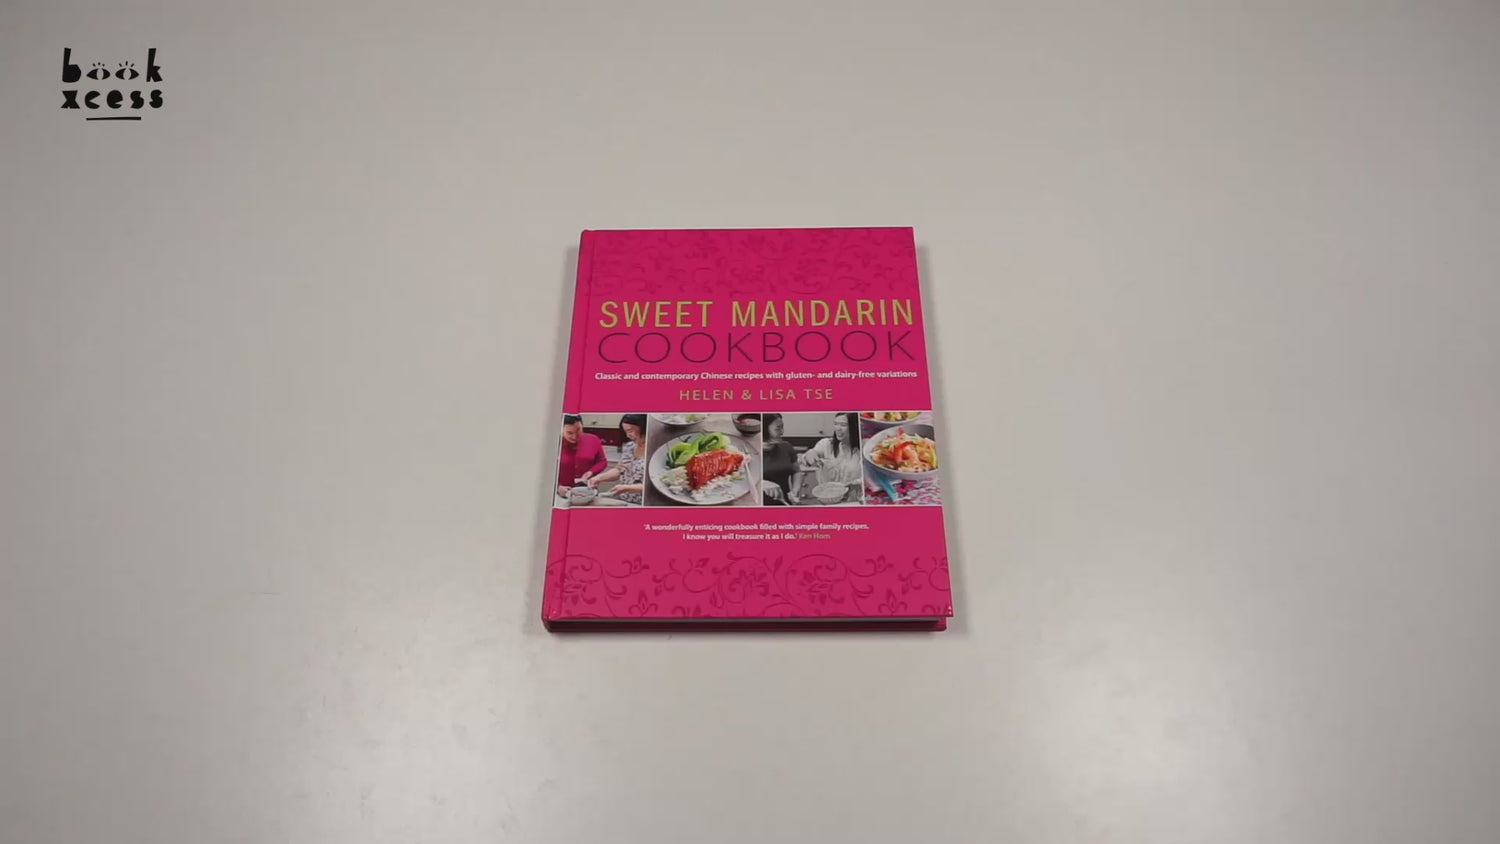 book
xcess
SWEET MANDARIN
COOKBOOK
Classic and contemporary Chinese recipes with gluten- and dairy-free variations
HELEN & LISA TSE
'A wonderfully enticing cookbook filled with simple family recipes.
I know you will treasure it as I do.' Ken Hom